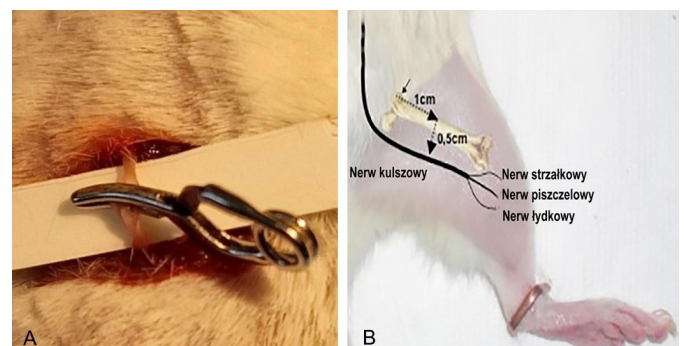 A
B
1cm
0,5cm
Nerw kulszowy
Nerw strzałkowy
Nerw piszczelowy
Nerw łydkowy